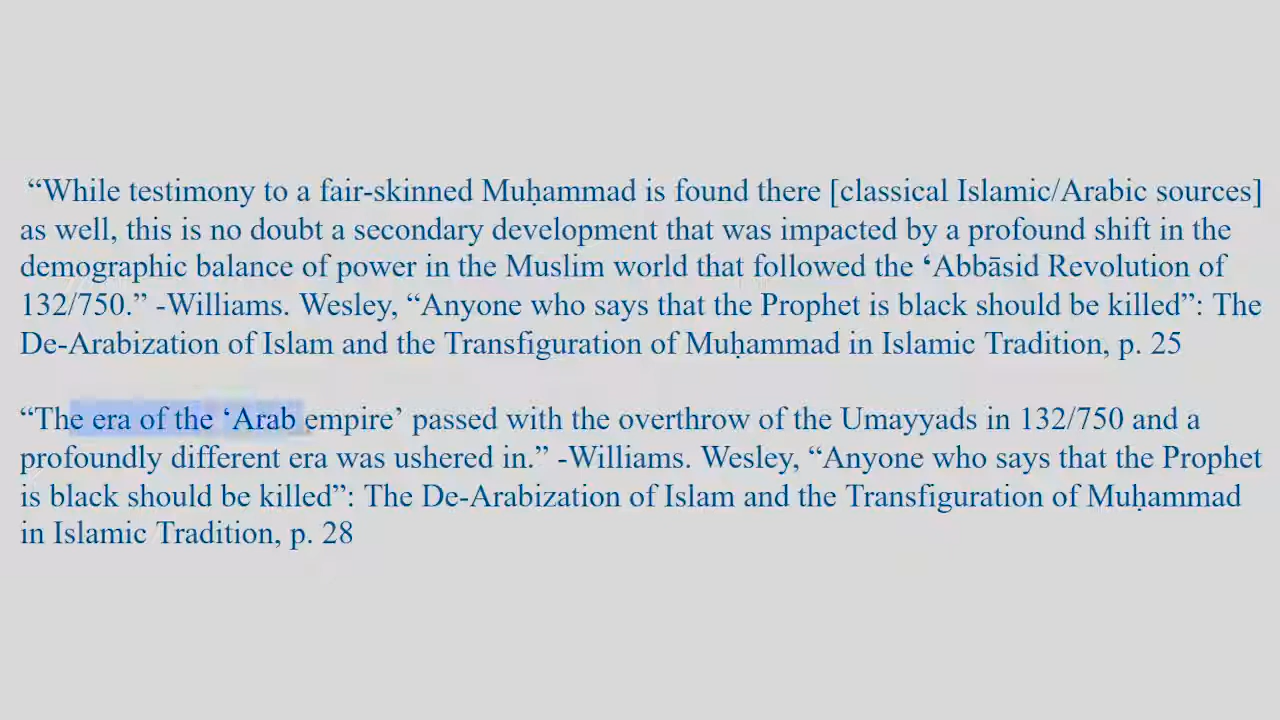 “While testimony to a fair-skinned Muḥammad is found there [classical Islamic/Arabic sources]
as well, this is no doubt a secondary development that was impacted by a profound shift in the
demographic balance of power in the Muslim world that followed the ʻAbbāsid Revolution of
132/750.” -Williams. Wesley, “Anyone who says that the Prophet is black should be killed”: The
De-Arabization of Islam and the Transfiguration of Muḥammad in Islamic Tradition, p. 25
“The era of the ‘Arab empire’ passed with the overthrow of the Umayyads in 132/750 and a
profoundly different era was ushered in.” -Williams. Wesley, “Anyone who says that the Prophet
is black should be killed”: The De-Arabization of Islam and the Transfiguration of Muḥammad
in Islamic Tradition, p. 28